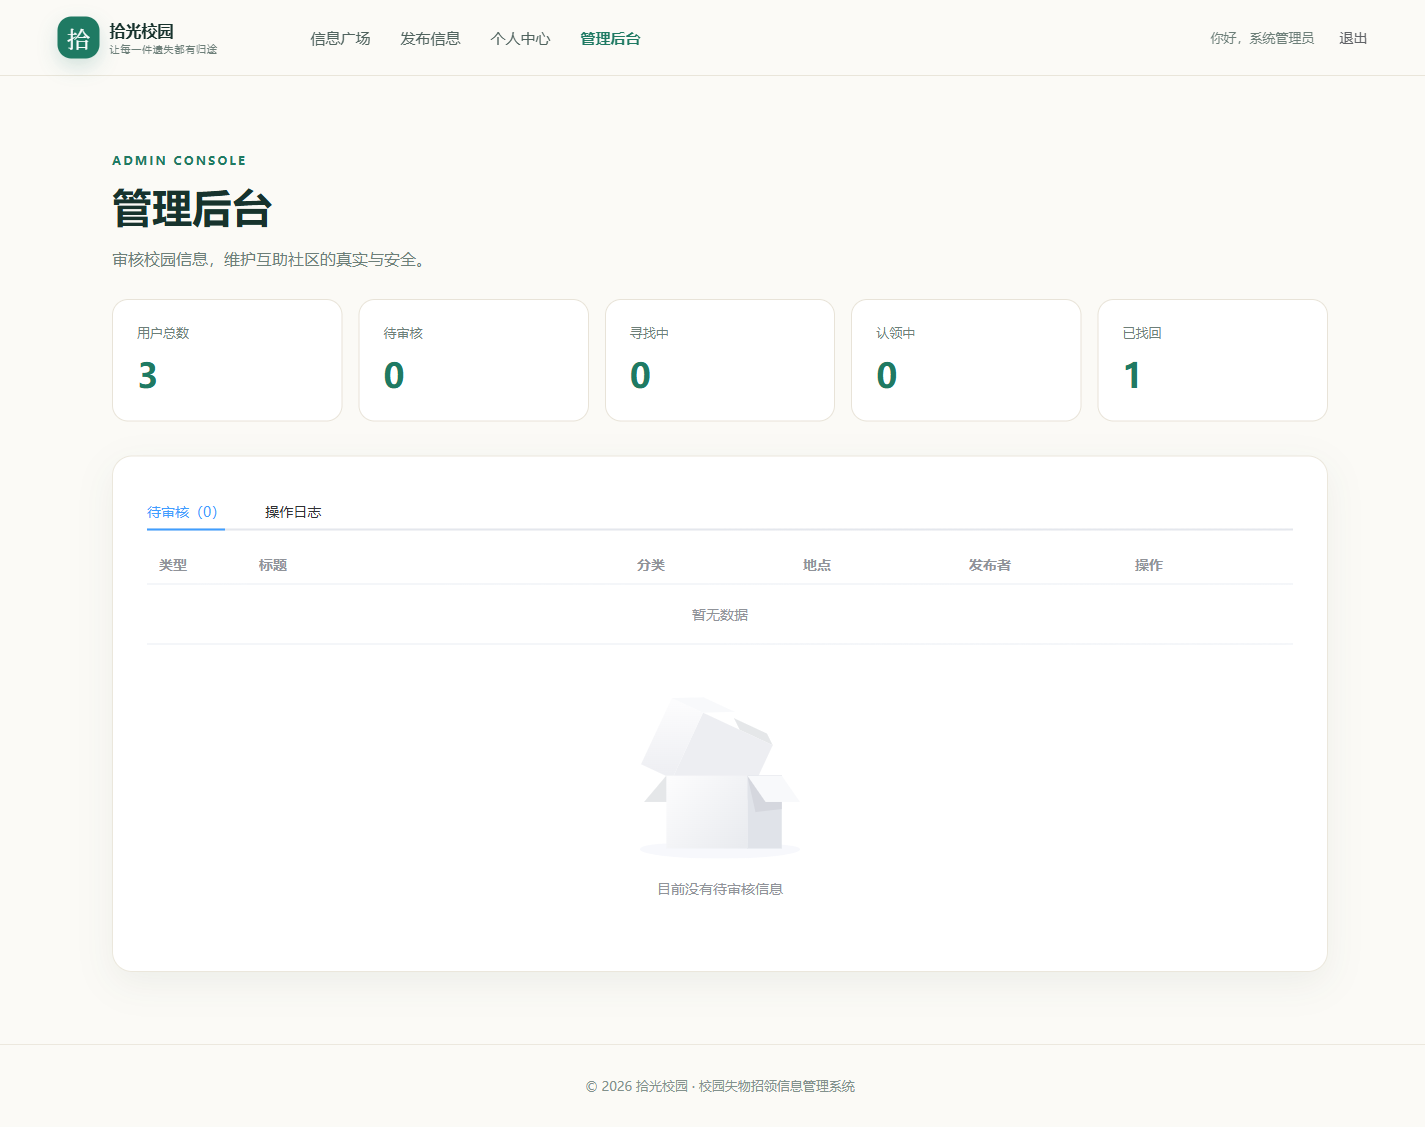 拾 拾光校园
让每一件遗失都有归途
信息广场 发布信息 个人中心 管理后台
你好，系统管理员 退出
ADMIN CONSOLE
管理后台
审核校园信息，维护互助社区的真实与安全。
用户总数 待审核 寻找中 认领中 已找回
3 0 0 0 1
待审核（0） 操作日志
类型 标题 分类 地点 发布者 操作
暂无数据
目前没有待审核信息
© 2026 拾光校园 · 校园失物招领信息管理系统